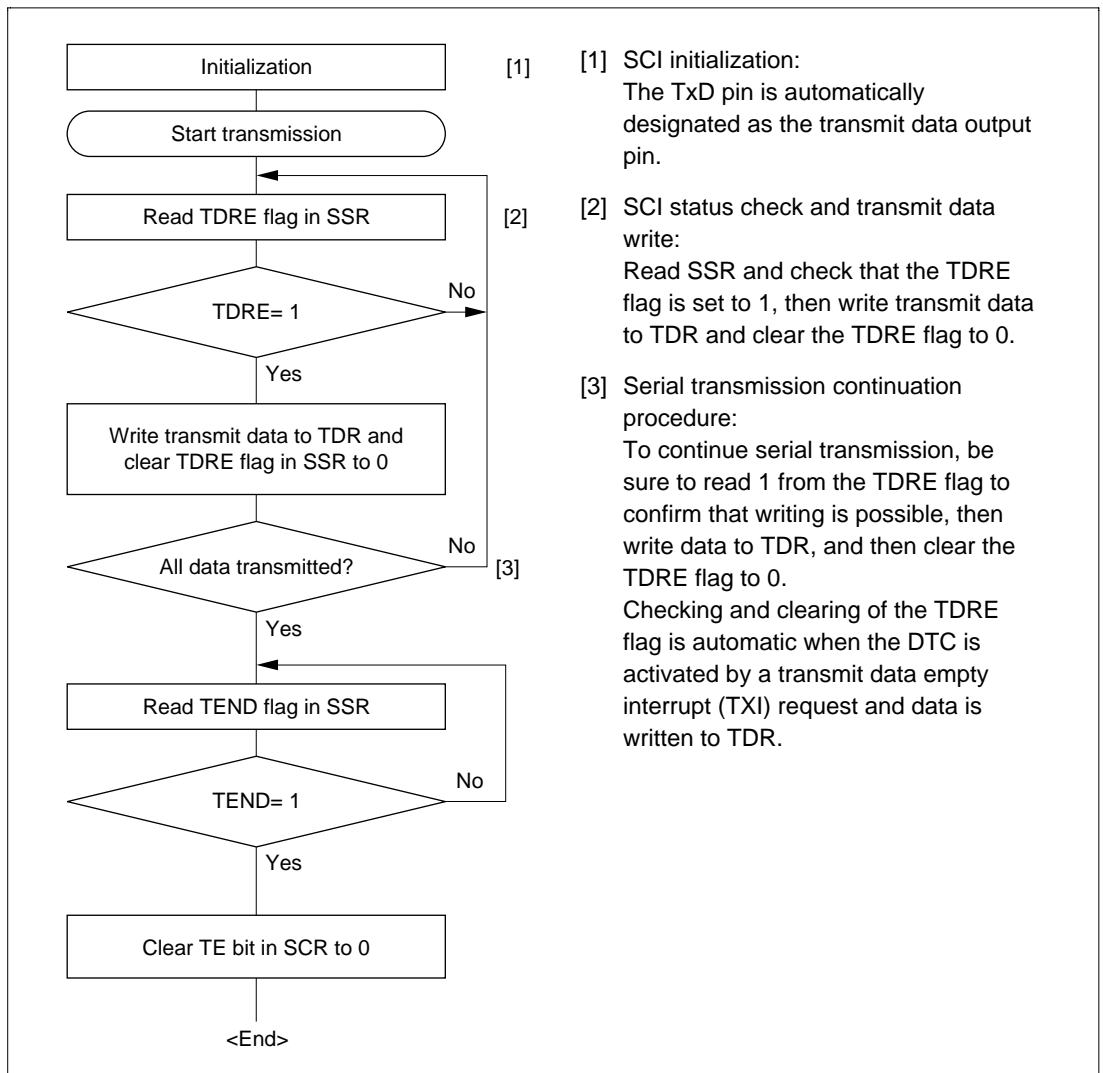 Initialization
[1]
Start transmission
Read TDRE flag in SSR
[2]
TDRE= 1
No
Yes
Write transmit data to TDR and
clear TDRE flag in SSR to 0
All data transmitted?
No
[3]
Yes
Read TEND flag in SSR
TEND= 1
No
Yes
Clear TE bit in SCR to 0
<End>
[1] SCI initialization:
The TxD pin is automatically
designated as the transmit data output
pin.
[2] SCI status check and transmit data
write:
Read SSR and check that the TDRE
flag is set to 1, then write transmit data
to TDR and clear the TDRE flag to 0.
[3] Serial transmission continuation
procedure:
To continue serial transmission, be
sure to read 1 from the TDRE flag to
confirm that writing is possible, then
write data to TDR, and then clear the
TDRE flag to 0.
Checking and clearing of the TDRE
flag is automatic when the DTC is
activated by a transmit data empty
interrupt (TXI) request and data is
written to TDR.